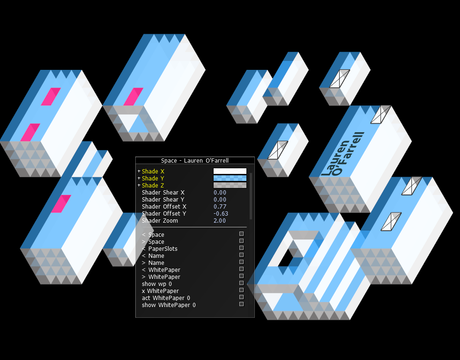 Lauren
O'Farrell
Space - Lauren O'Farrell
Shade X
Shade Y
Shade Z
Shader Shear X 0.00
Shader Shear Y 0.00
Shader Offset X 0.77
Shader Offset Y -0.63
Shader Zoom 2.00
< Space
> Space
< PaperSlots
< Name
> Name
< WhitePaper
> WhitePaper
show wp 0
x WhitePaper
act WhitePaper 0
show WhitePaper 0